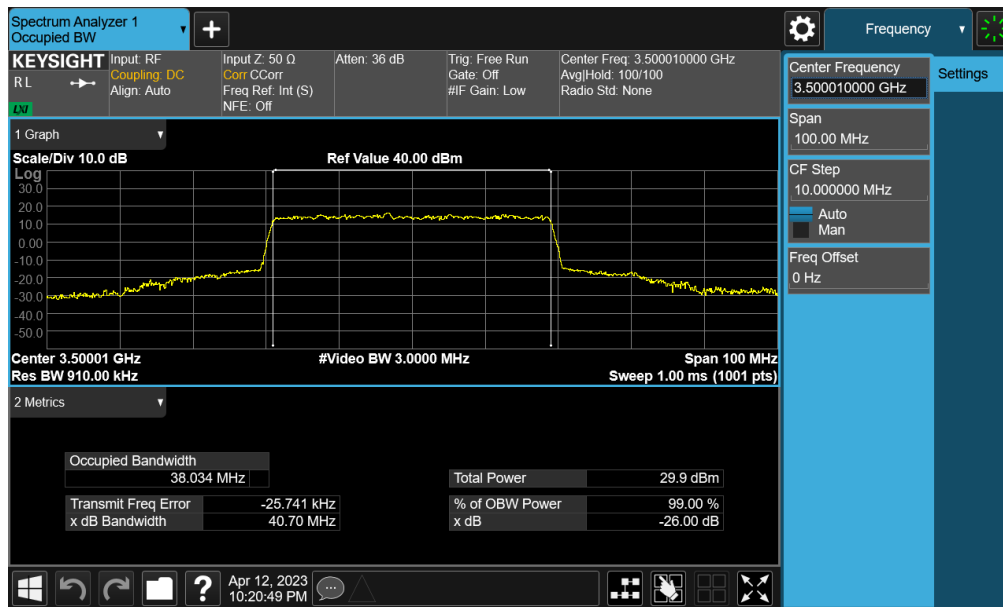 Spectrum Analyzer 1
Occupied BW
+
Frequency
KEYSIGHT
R L
LXI
Input: RF
Coupling: DC
Align: Auto
Input Z: 50 Ω
Corr CCorr
Freq Ref: Int (S)
NFE: Off
Atten: 36 dB
Trig: Free Run
Gate: Off
#IF Gain: Low
Center Freq: 3.500010000 GHz
Avg|Hold: 100/100
Radio Std: None
Center Frequency
3.500010000 GHz
Settings
Span
100.00 MHz
CF Step
10.000000 MHz
Auto
Man
Freq Offset
0 Hz
1 Graph
Scale/Div 10.0 dB
Ref Value 40.00 dBm
Log
30.0
20.0
10.0
0.00
-10.0
-20.0
-30.0
-40.0
-50.0
Center 3.50001 GHz
#Video BW 3.0000 MHz
Span 100 MHz
Res BW 910.00 kHz
Sweep 1.00 ms (1001 pts)
2 Metrics
Occupied Bandwidth
38.034 MHz
Total Power 29.9 dBm
Transmit Freq Error -25.741 kHz
% of OBW Power 99.00 %
x dB Bandwidth 40.70 MHz
x dB -26.00 dB
?
Apr 12, 2023
10:20:49 PM